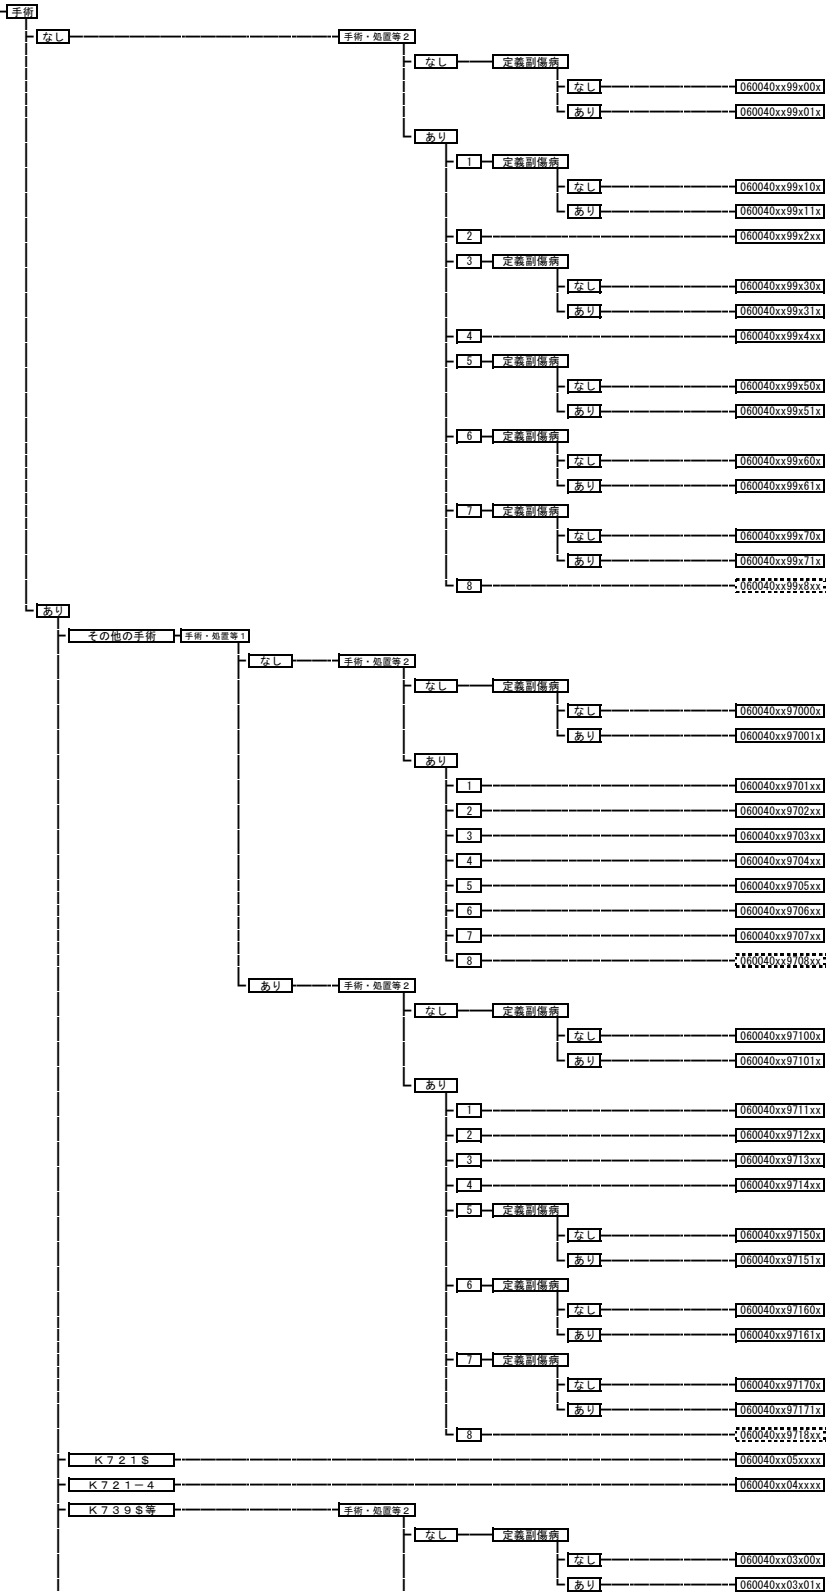 手術
なし 手術・処置等2
なし 定義副傷病
なし 060040xx99x00x
あり 060040xx99x01x
あり
1 定義副傷病
なし 060040xx99x10x
あり 060040xx99x11x
2 060040xx99x2xx
3 定義副傷病
なし 060040xx99x30x
あり 060040xx99x31x
4 060040xx99x4xx
5 定義副傷病
なし 060040xx99x50x
あり 060040xx99x51x
6 定義副傷病
なし 060040xx99x60x
あり 060040xx99x61x
7 定義副傷病
なし 060040xx99x70x
あり 060040xx99x71x
8 060040xx99x8xx
あり
その他の手術 手術・処置等1
なし 手術・処置等2
なし 定義副傷病
なし 060040xx97000x
あり 060040xx97001x
あり
1 060040xx9701xx
2 060040xx9702xx
3 060040xx9703xx
4 060040xx9704xx
5 060040xx9705xx
6 060040xx9706xx
7 060040xx9707xx
8 060040xx9708xx
あり 手術・処置等2
なし 定義副傷病
なし 060040xx97100x
あり 060040xx97101x
あり
1 060040xx9711xx
2 060040xx9712xx
3 060040xx9713xx
4 060040xx9714xx
5 定義副傷病
なし 060040xx97150x
あり 060040xx97151x
6 定義副傷病
なし 060040xx97160x
あり 060040xx97161x
7 定義副傷病
なし 060040xx97170x
あり 060040xx97171x
8 060040xx9718xx
K721$ 060040xx05xxxx
K721-4 060040xx04xxxx
K739$等 手術・処置等2
なし 定義副傷病
なし 060040xx03x00x
あり 060040xx03x01x